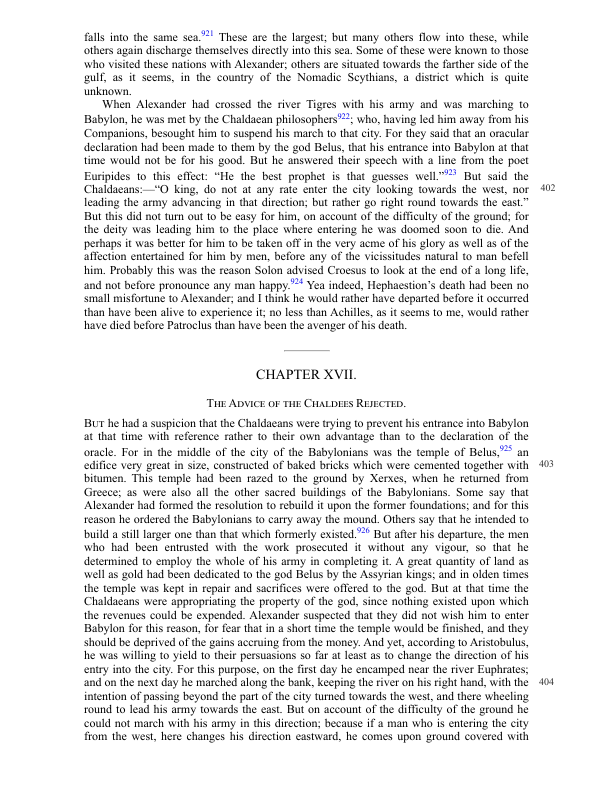 falls into the same sea.921 These are the largest; but many others flow into these, while
others again discharge themselves directly into this sea. Some of these were known to those
who visited these nations with Alexander; others are situated towards the farther side of the
gulf, as it seems, in the country of the Nomadic Scythians, a district which is quite
unknown.
When Alexander had crossed the river Tigres with his army and was marching to
Babylon, he was met by the Chaldaean philosophers922; who, having led him away from his
Companions, besought him to suspend his march to that city. For they said that an oracular
declaration had been made to them by the god Belus, that his entrance into Babylon at that
time would not be for his good. But he answered their speech with a line from the poet
Euripides to this effect: “He the best prophet is that guesses well.”923 But said the
Chaldaeans:—“O king, do not at any rate enter the city looking towards the west, nor 402
leading the army advancing in that direction; but rather go right round towards the east.”
But this did not turn out to be easy for him, on account of the difficulty of the ground; for
the deity was leading him to the place where entering he was doomed soon to die. And
perhaps it was better for him to be taken off in the very acme of his glory as well as of the
affection entertained for him by men, before any of the vicissitudes natural to man befell
him. Probably this was the reason Solon advised Croesus to look at the end of a long life,
and not before pronounce any man happy.924 Yea indeed, Hephaestion’s death had been no
small misfortune to Alexander; and I think he would rather have departed before it occurred
than have been alive to experience it; no less than Achilles, as it seems to me, would rather
have died before Patroclus than have been the avenger of his death.
CHAPTER XVII.
The Advice of the Chaldees Rejected.
But he had a suspicion that the Chaldaeans were trying to prevent his entrance into Babylon
at that time with reference rather to their own advantage than to the declaration of the
oracle. For in the middle of the city of the Babylonians was the temple of Belus,925 an
edifice very great in size, constructed of baked bricks which were cemented together with 403
bitumen. This temple had been razed to the ground by Xerxes, when he returned from
Greece; as were also all the other sacred buildings of the Babylonians. Some say that
Alexander had formed the resolution to rebuild it upon the former foundations; and for this
reason he ordered the Babylonians to carry away the mound. Others say that he intended to
build a still larger one than that which formerly existed.926 But after his departure, the men
who had been entrusted with the work prosecuted it without any vigour, so that he
determined to employ the whole of his army in completing it. A great quantity of land as
well as gold had been dedicated to the god Belus by the Assyrian kings; and in olden times
the temple was kept in repair and sacrifices were offered to the god. But at that time the
Chaldaeans were appropriating the property of the god, since nothing existed upon which
the revenues could be expended. Alexander suspected that they did not wish him to enter
Babylon for this reason, for fear that in a short time the temple would be finished, and they
should be deprived of the gains accruing from the money. And yet, according to Aristobulus,
he was willing to yield to their persuasions so far at least as to change the direction of his
entry into the city. For this purpose, on the first day he encamped near the river Euphrates;
and on the next day he marched along the bank, keeping the river on his right hand, with the 404
intention of passing beyond the part of the city turned towards the west, and there wheeling
round to lead his army towards the east. But on account of the difficulty of the ground he
could not march with his army in this direction; because if a man who is entering the city
from the west, here changes his direction eastward, he comes upon ground covered with